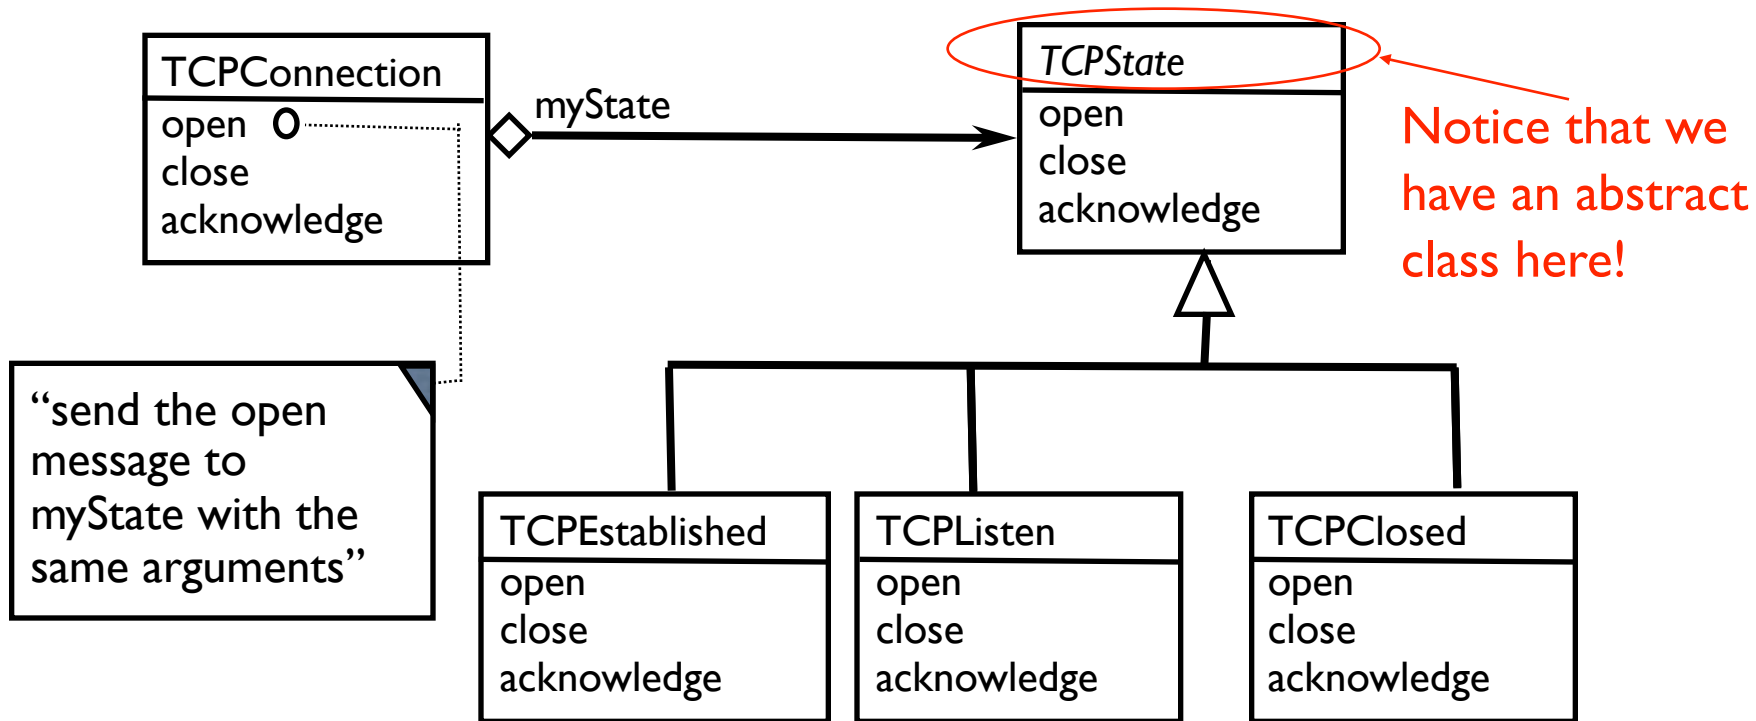 TCPConnection
open
close
acknowledge
myState
TCPState
open
close
acknowledge
Notice that we
have an abstract
class here!
“send the open
message to
myState with the
same arguments”
TCPEstablished
open
close
acknowledge
TCPListen
open
close
acknowledge
TCPClosed
open
close
acknowledge